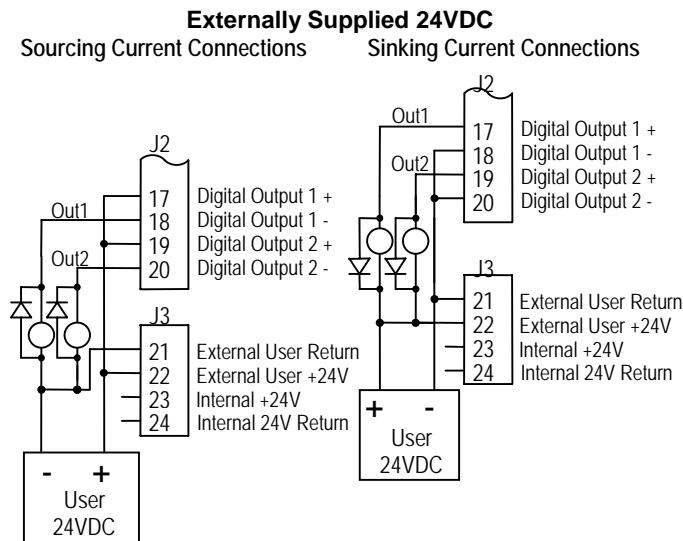 Externally Supplied 24VDC
Sourcing Current Connections
J2
Out1
Out2
17 Digital Output 1 +
18 Digital Output 1 -
19 Digital Output 2 +
20 Digital Output 2 -
J3
21 External User Return
22 External User +24V
23 Internal +24V
24 Internal 24V Return
- +
User
24VDC
Sinking Current Connections
J2
Out1
Out2
17 Digital Output 1 +
18 Digital Output 1 -
19 Digital Output 2 +
20 Digital Output 2 -
J3
21 External User Return
22 External User +24V
23 Internal +24V
24 Internal 24V Return
+ -
User
24VDC